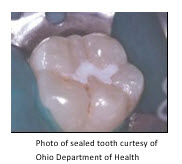 Photo of sealed tooth curtesy of
Ohio Department of Health